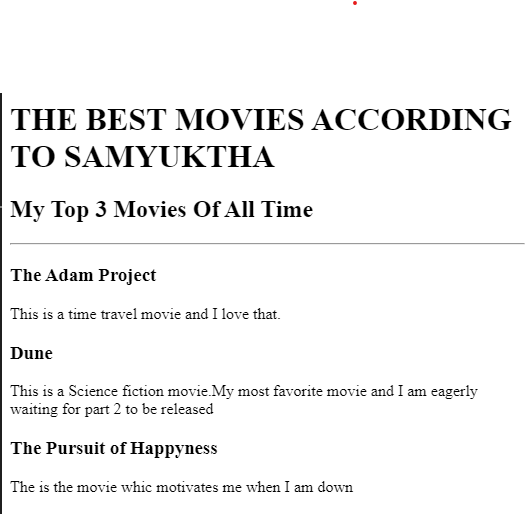 THE BEST MOVIES ACCORDING
TO SAMYUKTHA
My Top 3 Movies Of All Time
The Adam Project
This is a time travel movie and I love that.
Dune
This is a Science fiction movie.My most favorite movie and I am eagerly
waiting for part 2 to be released
The Pursuit of Happyness
The is the movie whic motivates me when I am down